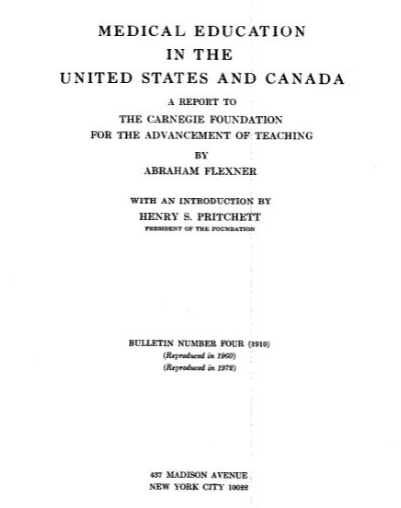 MEDICAL EDUCATION
IN THE
UNITED STATES AND CANADA
A REPORT TO
THE CARNEGIE FOUNDATION
FOR THE ADVANCEMENT OF TEACHING
BY
ABRAHAM FLEXNER
WITH AN INTRODUCTION BY
HENRY S. PRITCHETT
PRESIDENT OF THE FOUNDATION
BULLETIN NUMBER FOUR (1910)
(Reproduced in 1960)
(Reproduced in 1972)
437 MADISON AVENUE
NEW YORK CITY 10022